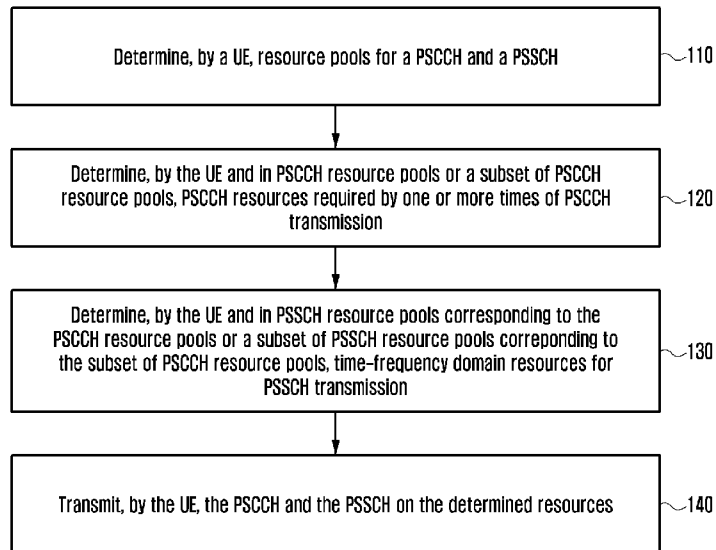 Determine, by a UE, resource pools for a PSCCH and a PSSCH
110
Determine, by the UE and in PSCCH resource pools or a subset of PSCCH
resource pools, PSCCH resources required by one or more times of PSCCH
transmission
120
Determine, by the UE and in PSSCH resource pools corresponding to the
PSCCH resource pools or a subset of PSSCH resource pools correponding to
the subset of PSCCH resource pools, time-frequency domain resources for
PSSCH transmission
130
Transmit, by the UE, the PSCCH and the PSSCH on the determined resources
140